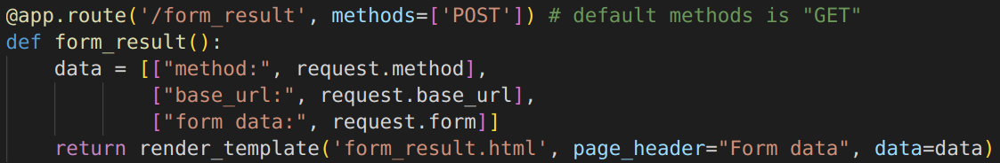 @app.route('/form_result', methods=['POST']) # default methods is "GET"
def form_result():
    data = [["method:", request.method],
            ["base_url:", request.base_url],
            ["form data:", request.form]]
    return render_template('form_result.html', page_header="Form data", data=data)